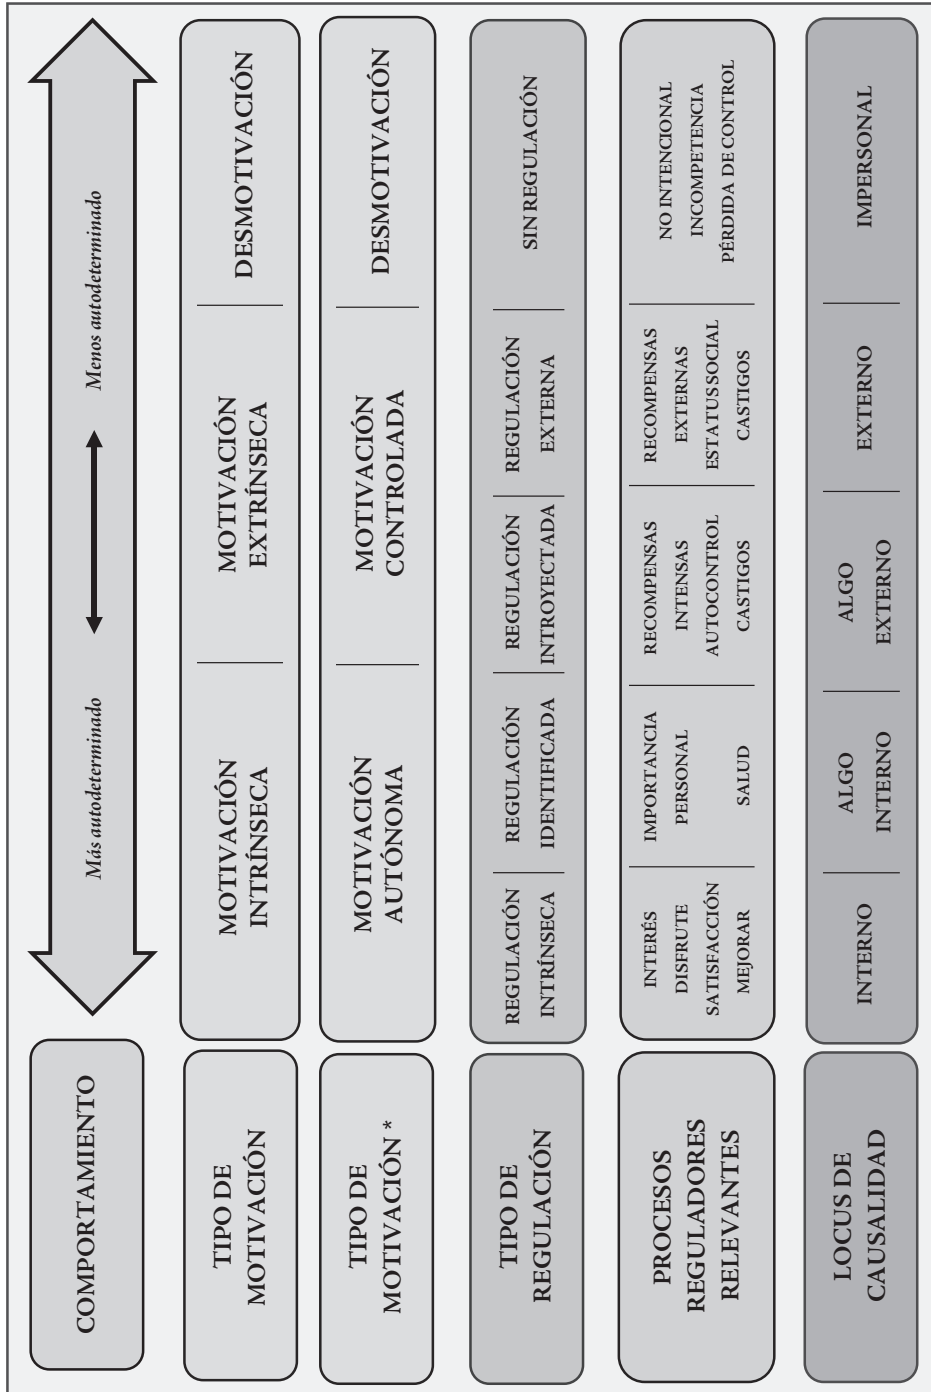 COMPORTAMIENTO
Más autodeterminado
Menos autodeterminado
TIPO DE
MOTIVACIÓN
MOTIVACIÓN
INTRÍNSECA
MOTIVACIÓN
EXTRÍNSECA
DESMOTIVACIÓN
TIPO DE
MOTIVACIÓN *
MOTIVACIÓN
AUTÓNOMA
MOTIVACIÓN
CONTROLADA
DESMOTIVACIÓN
TIPO DE
REGULACIÓN
REGULACIÓN
INTRÍNSECA
REGULACIÓN
IDENTIFICADA
REGULACIÓN
INTROYECTADA
REGULACIÓN
EXTERNA
SIN REGULACIÓN
PROCESOS
REGULADORES
RELEVANTES
INTERÉS
DISFRUTE
SATISFACCIÓN
MEJORAR
IMPORTANCIA
PERSONAL
SALUD
RECOMPENSAS
INTENSAS
AUTOCONTROL
CASTIGOS
RECOMPENSAS
EXTERNAS
ESTATUS SOCIAL
CASTIGOS
NO INTENCIONAL
INCOMPETENCIA
PÉRDIDA DE CONTROL
LOCUS DE
CAUSALIDAD
INTERNO
ALGO
INTERNO
ALGO
EXTERNO
EXTERNO
IMPERSONAL